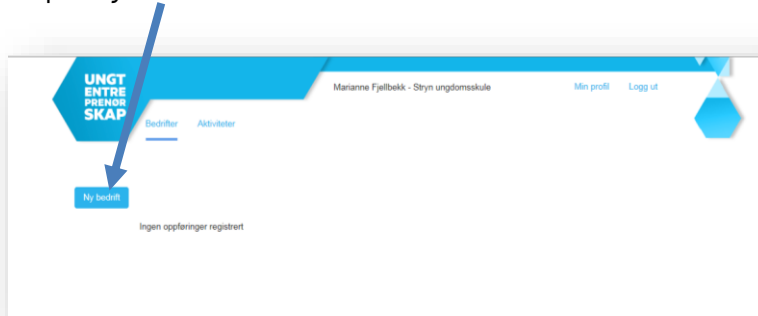 UNGT
ENTRE
PRENØR
SKAP
Marianne Fjellbekk - Stryn ungdomsskule
Min profil
Logg ut
Bedrifter
Aktiviteter
Ny bedrift
Ingen oppføringer registrert